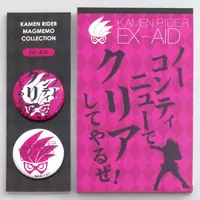 KAMEN RIDER
MAGMEMO
COLLECTION
EX-AID
KAMEN RIDER
EX-AID
ノー
コンティ
ニューで
クリア
してやるぜ!